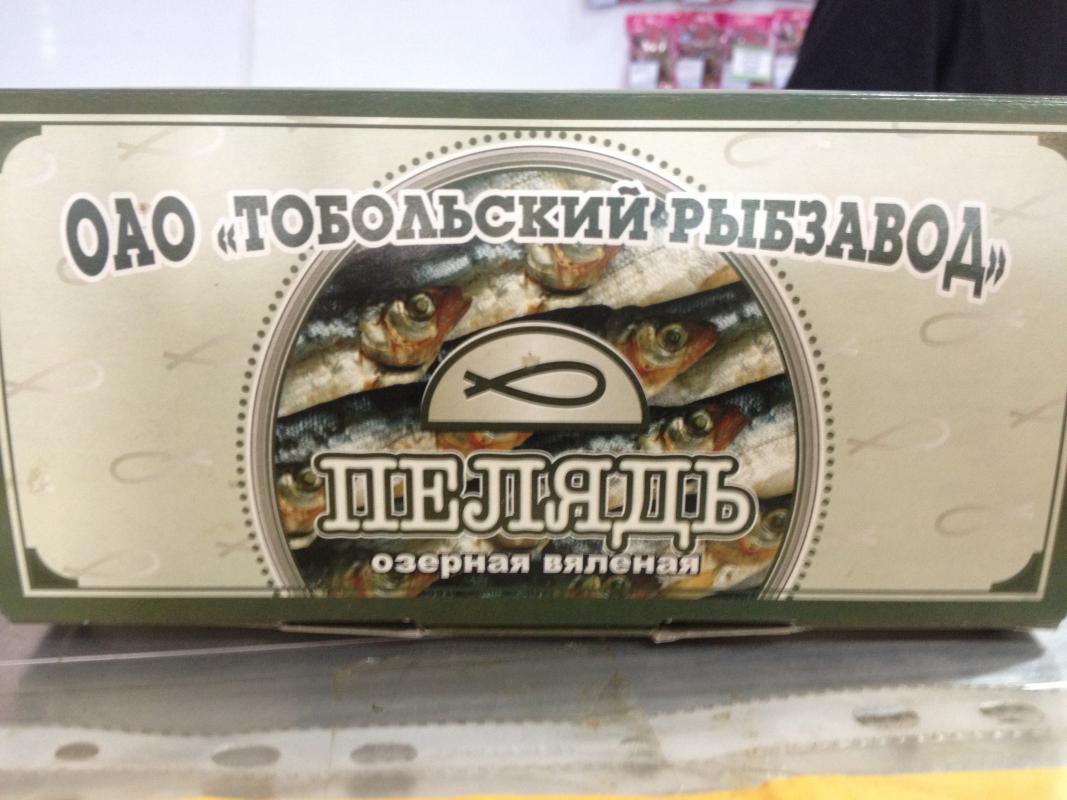 ОАО «ТОБОЛЬСКИЙ РЫБЗАВОД»
ПЕЛЯДЬ
озерная вяленая